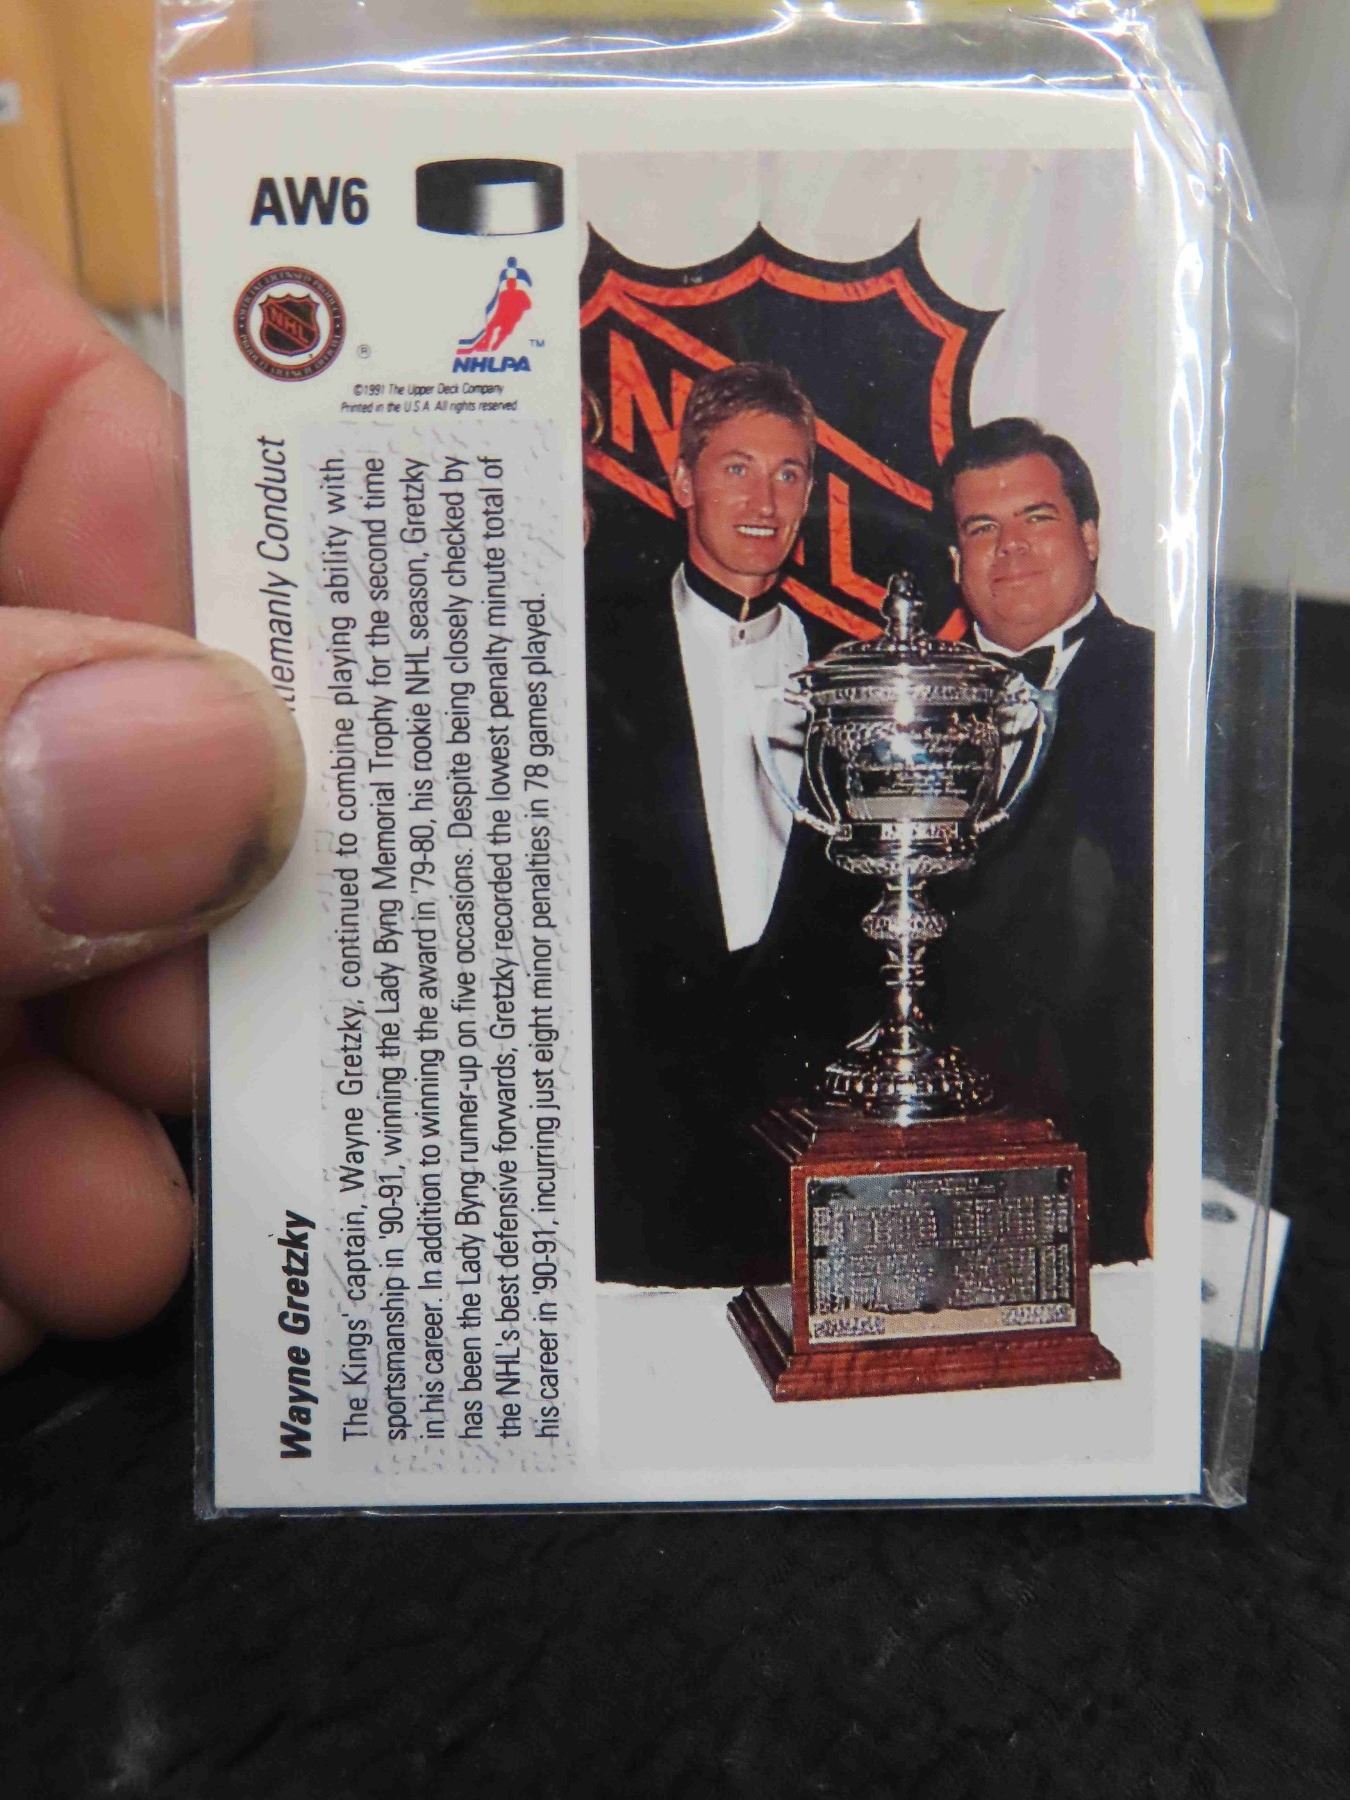 AW6
NHL
®
NHLPA
TM
©1991 The Upper Deck Company
Printed in the U.S.A. All rights reserved
Wayne Gretzky
tlemanly Conduct
The Kings' captain, Wayne Gretzky, continued to combine playing ability with
sportsmanship in '90-91, winning the Lady Byng Memorial Trophy for the second time
in his career. In addition to winning the award in '79-80, his rookie NHL season, Gretzky
has been the Lady Byng runner-up on five occasions. Despite being closely checked by
the NHL's best defensive forwards, Gretzky recorded the lowest penalty minute total of
his career in '90-91, incurring just eight minor penalties in 78 games played.
NHL